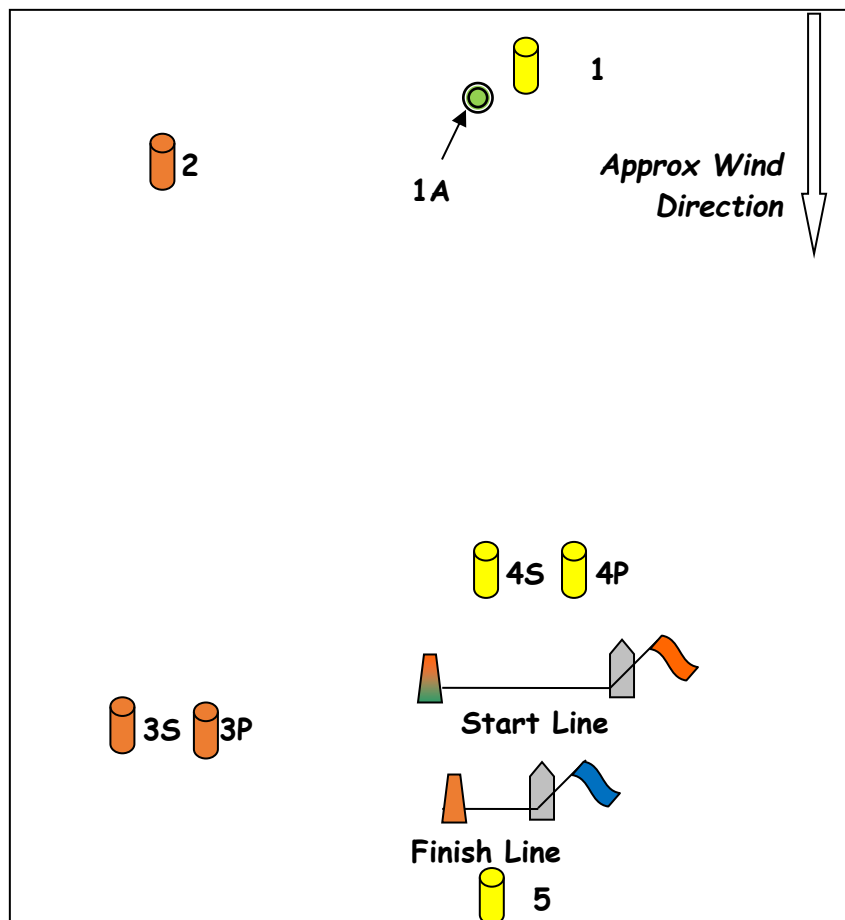 1
2
Approx Wind
1A
Direction
4S
4P
3S
3P
Start Line
Finish Line
5